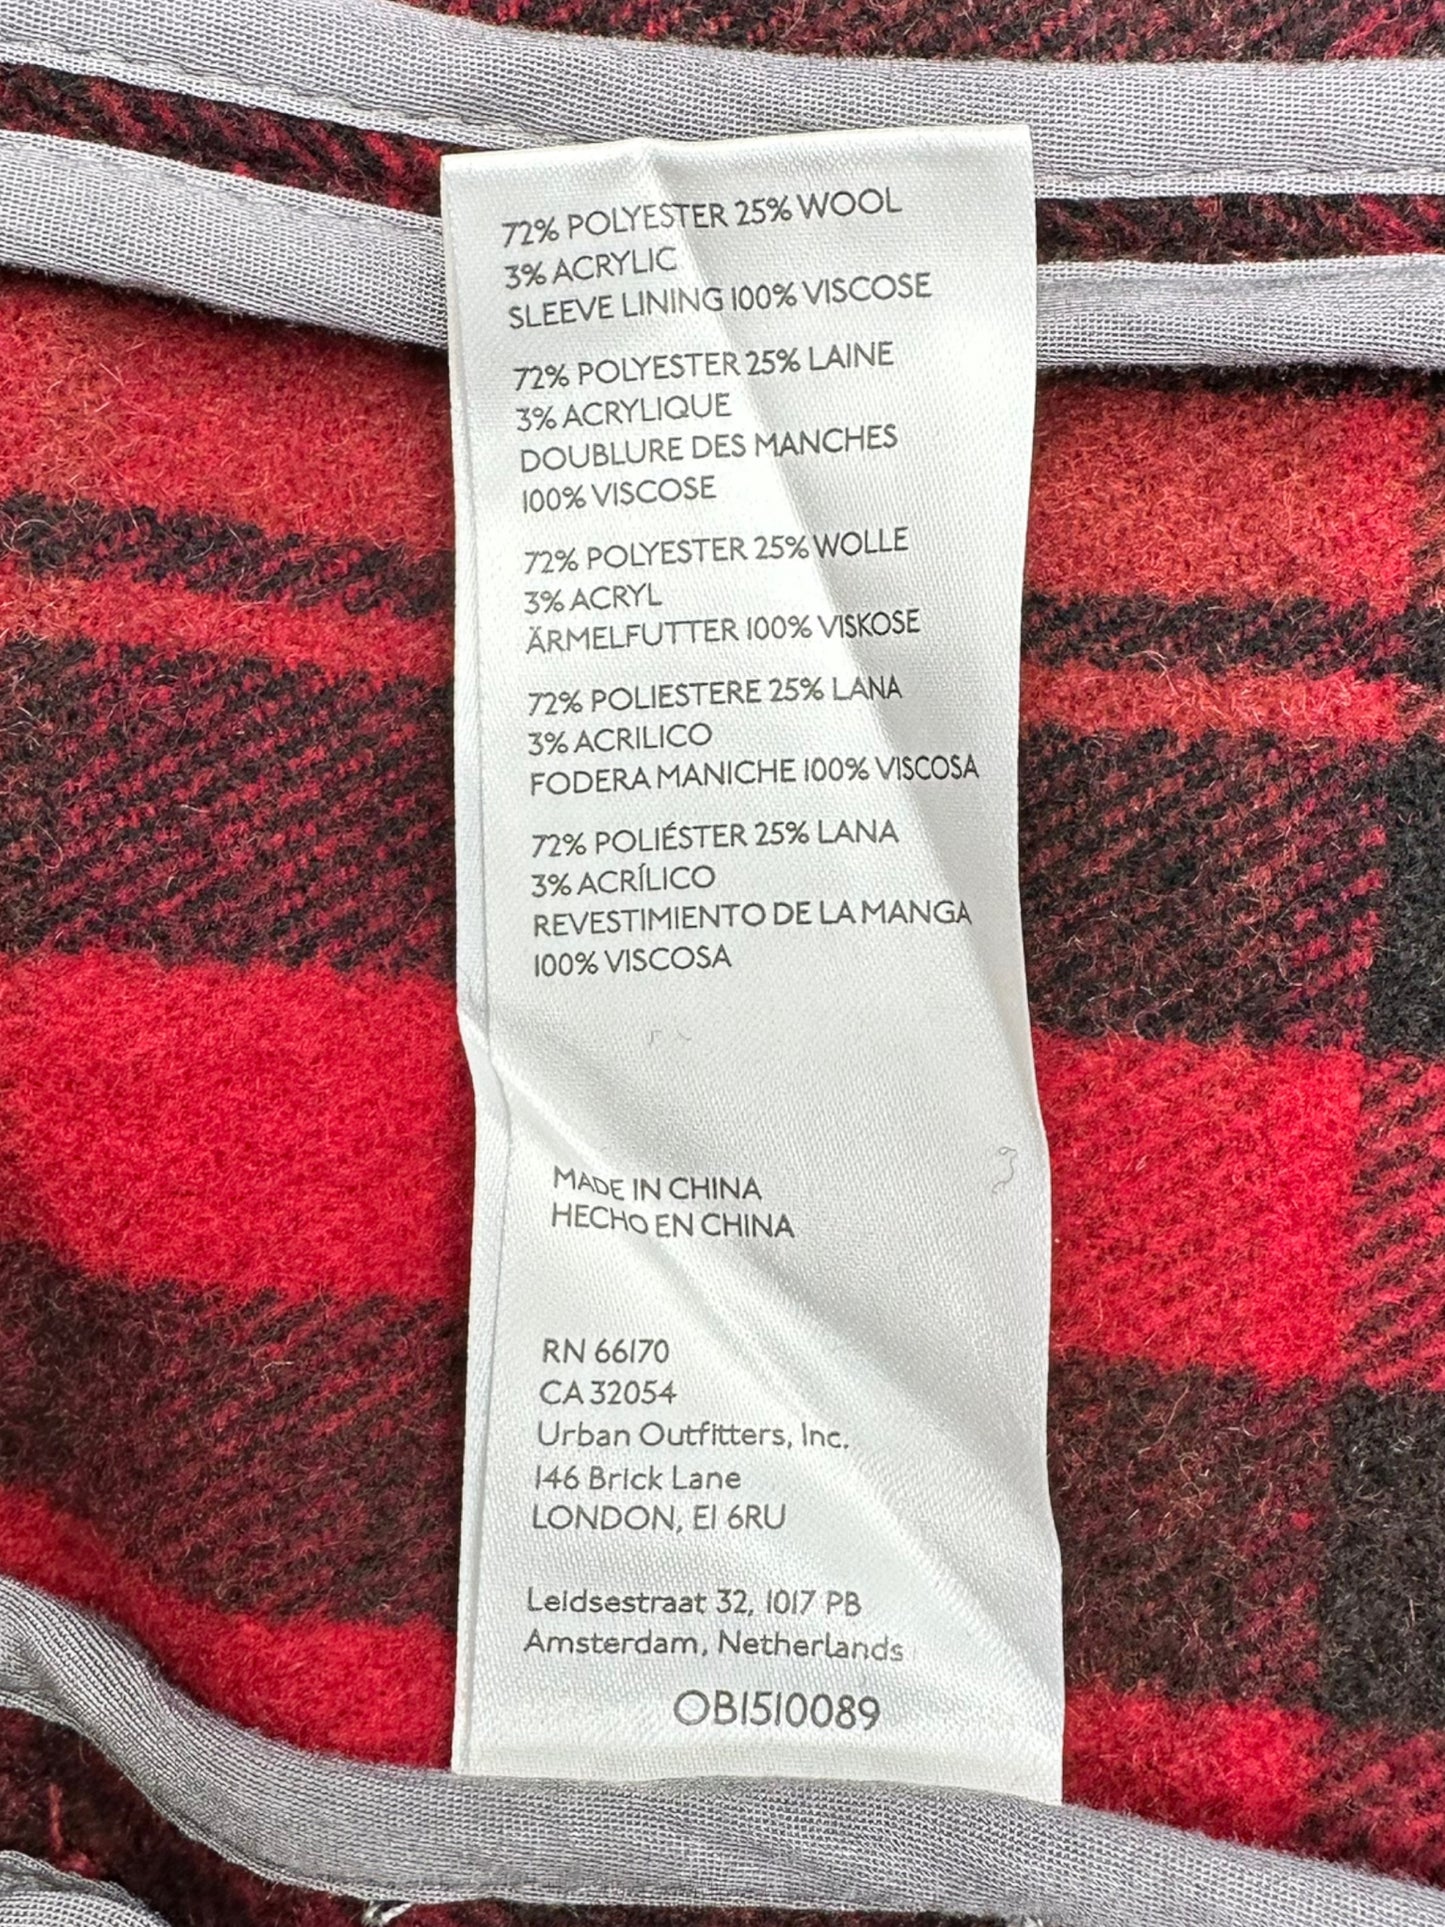 72% POLYESTER 25% WOOL
3% ACRYLIC
SLEEVE LINING 100% VISCOSE
72% POLYESTER 25% LAINE
3% ACRYLIQUE
DOUBLURE DES MANCHES
100% VISCOSE
72% POLYESTER 25% WOLLE
3% ACRYL
ÄRMELFUTTER 100% VISKOSE
72% POLIESTERE 25% LANA
3% ACRILICO
FODERA MANICHE 100% VISCOSA
72% POLIÉSTER 25% LANA
3% ACRÍLICO
REVESTIMIENTO DE LA MANGA
100% VISCOSA
MADE IN CHINA
HECHO EN CHINA
RN 66170
CA 32054
Urban Outfitters, Inc.
146 Brick Lane
LONDON, E1 6RU
Leidsestraat 32, 1017 PB
Amsterdam, Netherlands
OB1510089